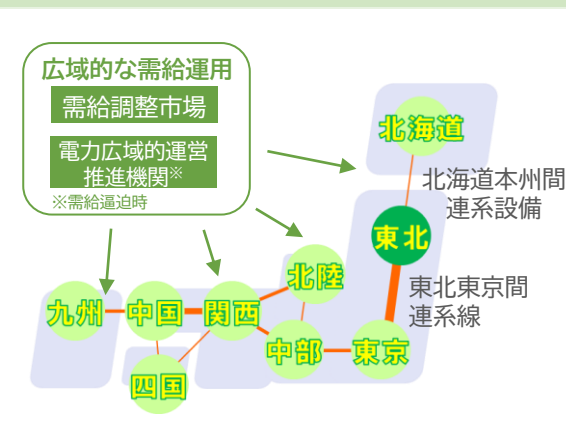 広域的な需給運用
需給調整市場
電力広域的運営
推進機関※
※需給逼迫時
北海道
北海道本州間
連系設備
東北
東北東京間
連系線
北陸
九州
中国
関西
中部
東京
四国